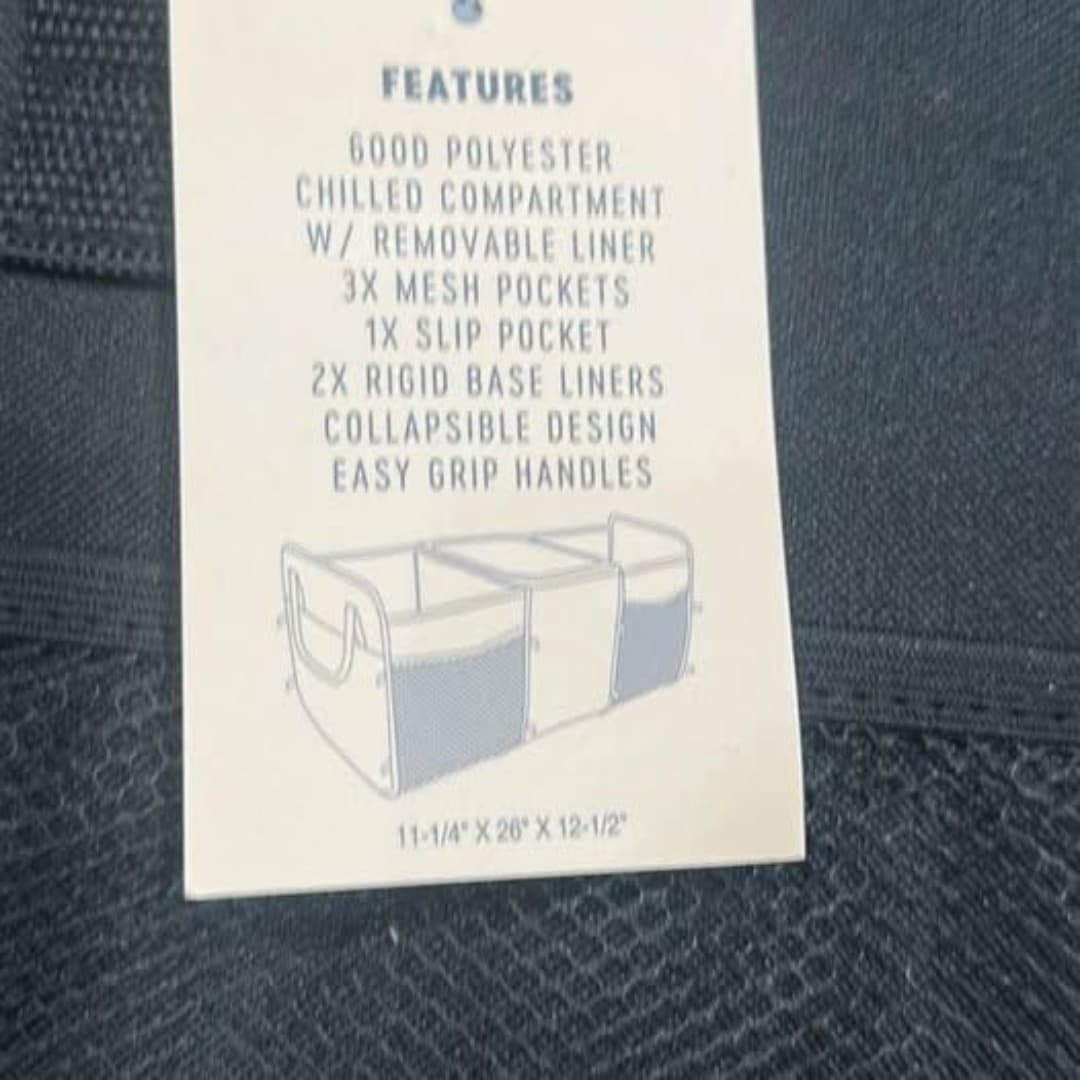 FEATURES
600D POLYESTER
CHILLED COMPARTMENT
W/ REMOVABLE LINER
3X MESH POCKETS
1X SLIP POCKET
2X RIGID BASE LINERS
COLLAPSIBLE DESIGN
EASY GRIP HANDLES
11-1/4" X 26" X 12-1/2"